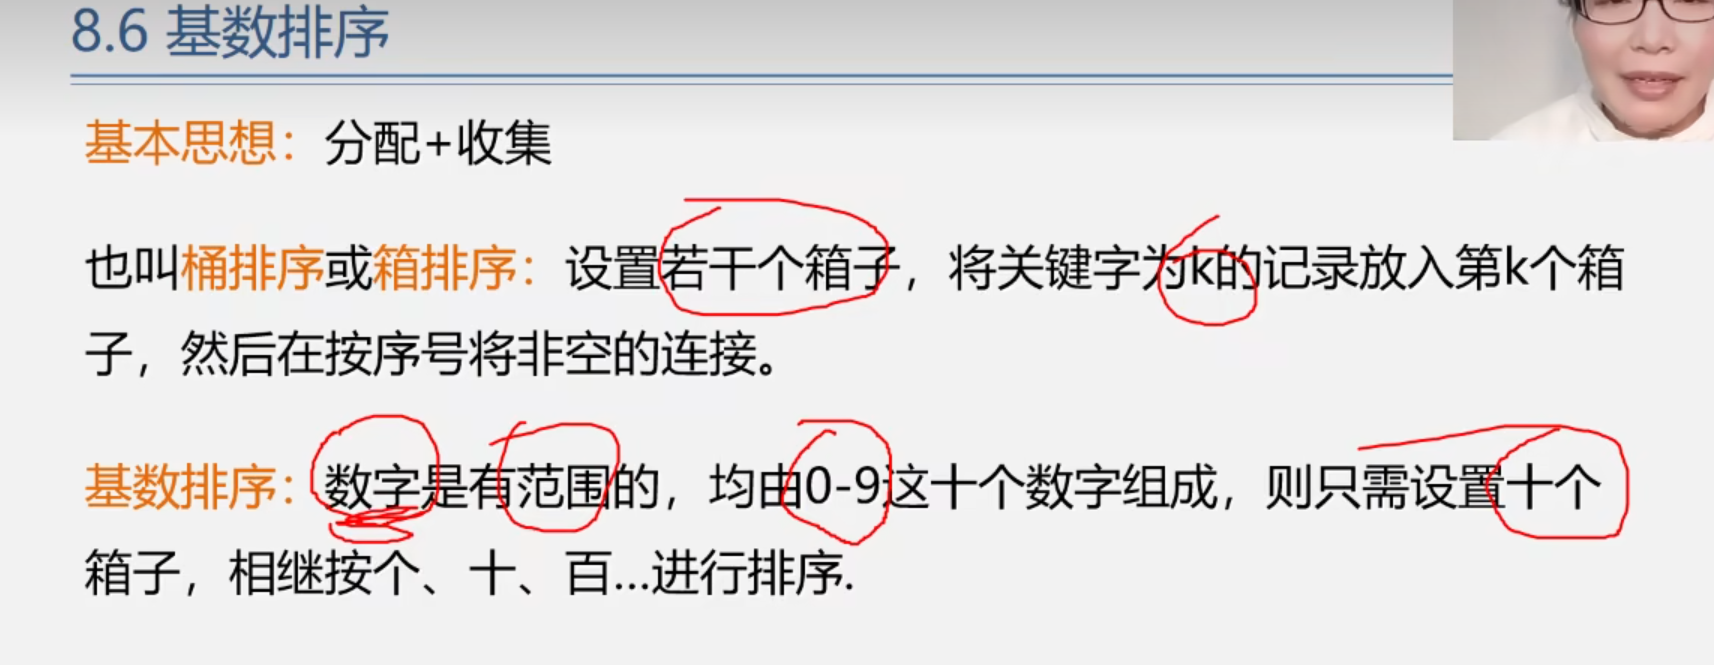 8.6 基数排序
基本思想：分配+收集
也叫桶排序或箱排序：设置若干个箱子，将关键字为k的记录放入第k个箱
子，然后在按序号将非空的连接。
基数排序：数字是有范围的，均由0-9这十个数字组成，则只需设置十个
箱子，相继按个、十、百...进行排序.